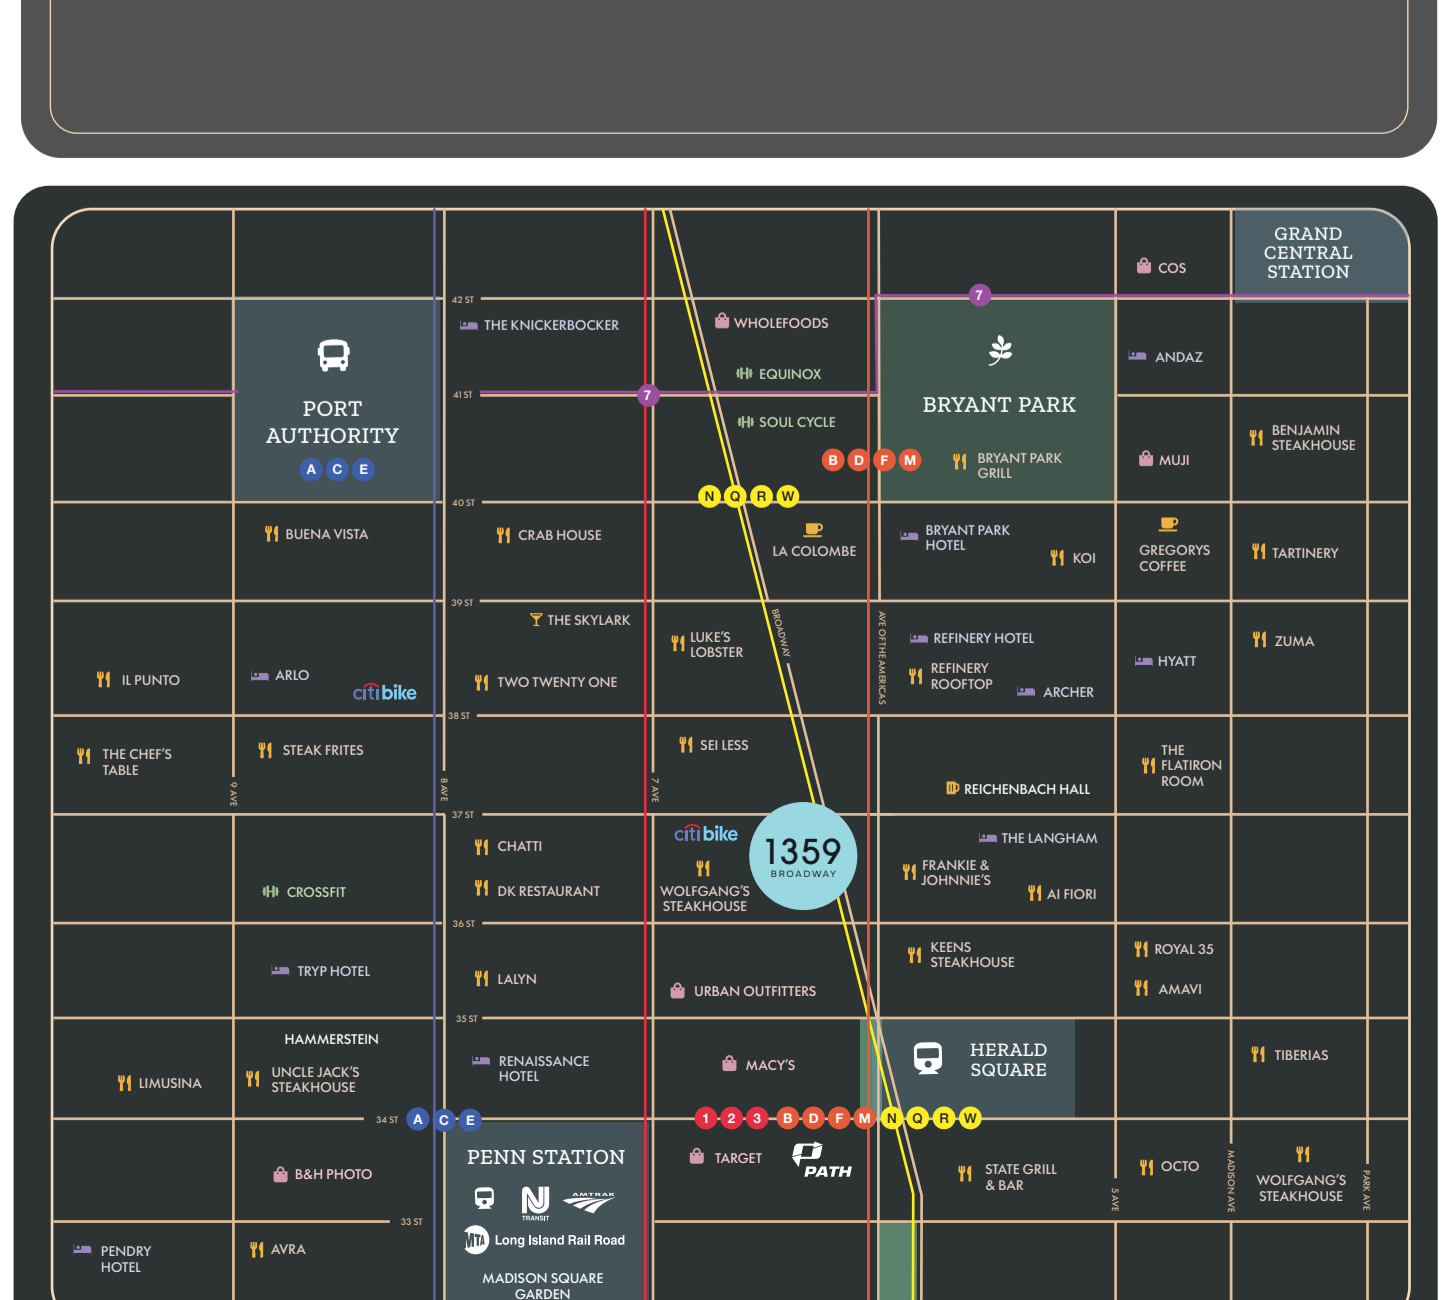 GRAND
CENTRAL
STATION
COS
42 ST
7
THE KNICKERBOCKER
WHOLEFOODS
ANDAZ
EQUINOX
41 ST
7
PORT
AUTHORITY
A C E
BRYANT PARK
SOUL CYCLE
BENJAMIN
STEAKHOUSE
B D F M
BRYANT PARK
GRILL
MUJI
40 ST
N Q R W
BUENA VISTA
CRAB HOUSE
LA COLOMBE
BRYANT PARK
HOTEL
KOI
GREGORYS
COFFEE
TARTINERY
39 ST
THE SKYLARK
BROADWAY
AVE OF THE AMERICAS
LUKE'S
LOBSTER
REFINERY HOTEL
ZUMA
IL PUNTO
ARLO
citibike
TWO TWENTY ONE
REFINERY
ROOFTOP
ARCHER
HYATT
38 ST
THE CHEF'S
TABLE
STEAK FRITES
SEI LESS
THE
FLATIRON
ROOM
9 AVE
8 AVE
7 AVE
REICHENBACH HALL
37 ST
CHATTI
citibike
1359
BROADWAY
THE LANGHAM
FRANKIE &
JOHNNIE'S
CROSSFIT
DK RESTAURANT
WOLFGANG'S
STEAKHOUSE
AI FIORI
36 ST
KEENS
STEAKHOUSE
ROYAL 35
TRYP HOTEL
LALYN
URBAN OUTFITTERS
AMAVI
35 ST
HAMMERSTEIN
HERALD
SQUARE
LIMUSINA
UNCLE JACK'S
STEAKHOUSE
RENAISSANCE
HOTEL
MACY'S
TIBERIAS
34 ST
A C E
1 2 3 B D F M N Q R W
B&H PHOTO
PENN STATION
TARGET
PATH
STATE GRILL
& BAR
OCTO
WOLFGANG'S
STEAKHOUSE
5 AVE
MADISON AVE
PARK AVE
NJ
TRANSIT
AMTRAK
33 ST
MTA
Long Island Rail Road
PENDRY
HOTEL
AVRA
MADISON SQUARE
GARDEN